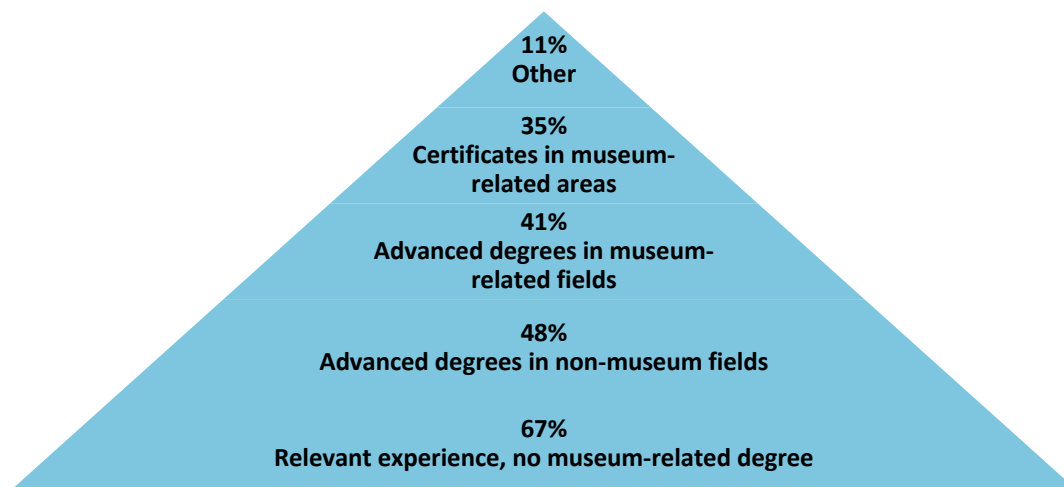 11%
Other
35%
Certificates in museum-
related areas
41%
Advanced degrees in museum-
related fields
48%
Advanced degrees in non-museum fields
67%
Relevant experience, no museum-related degree